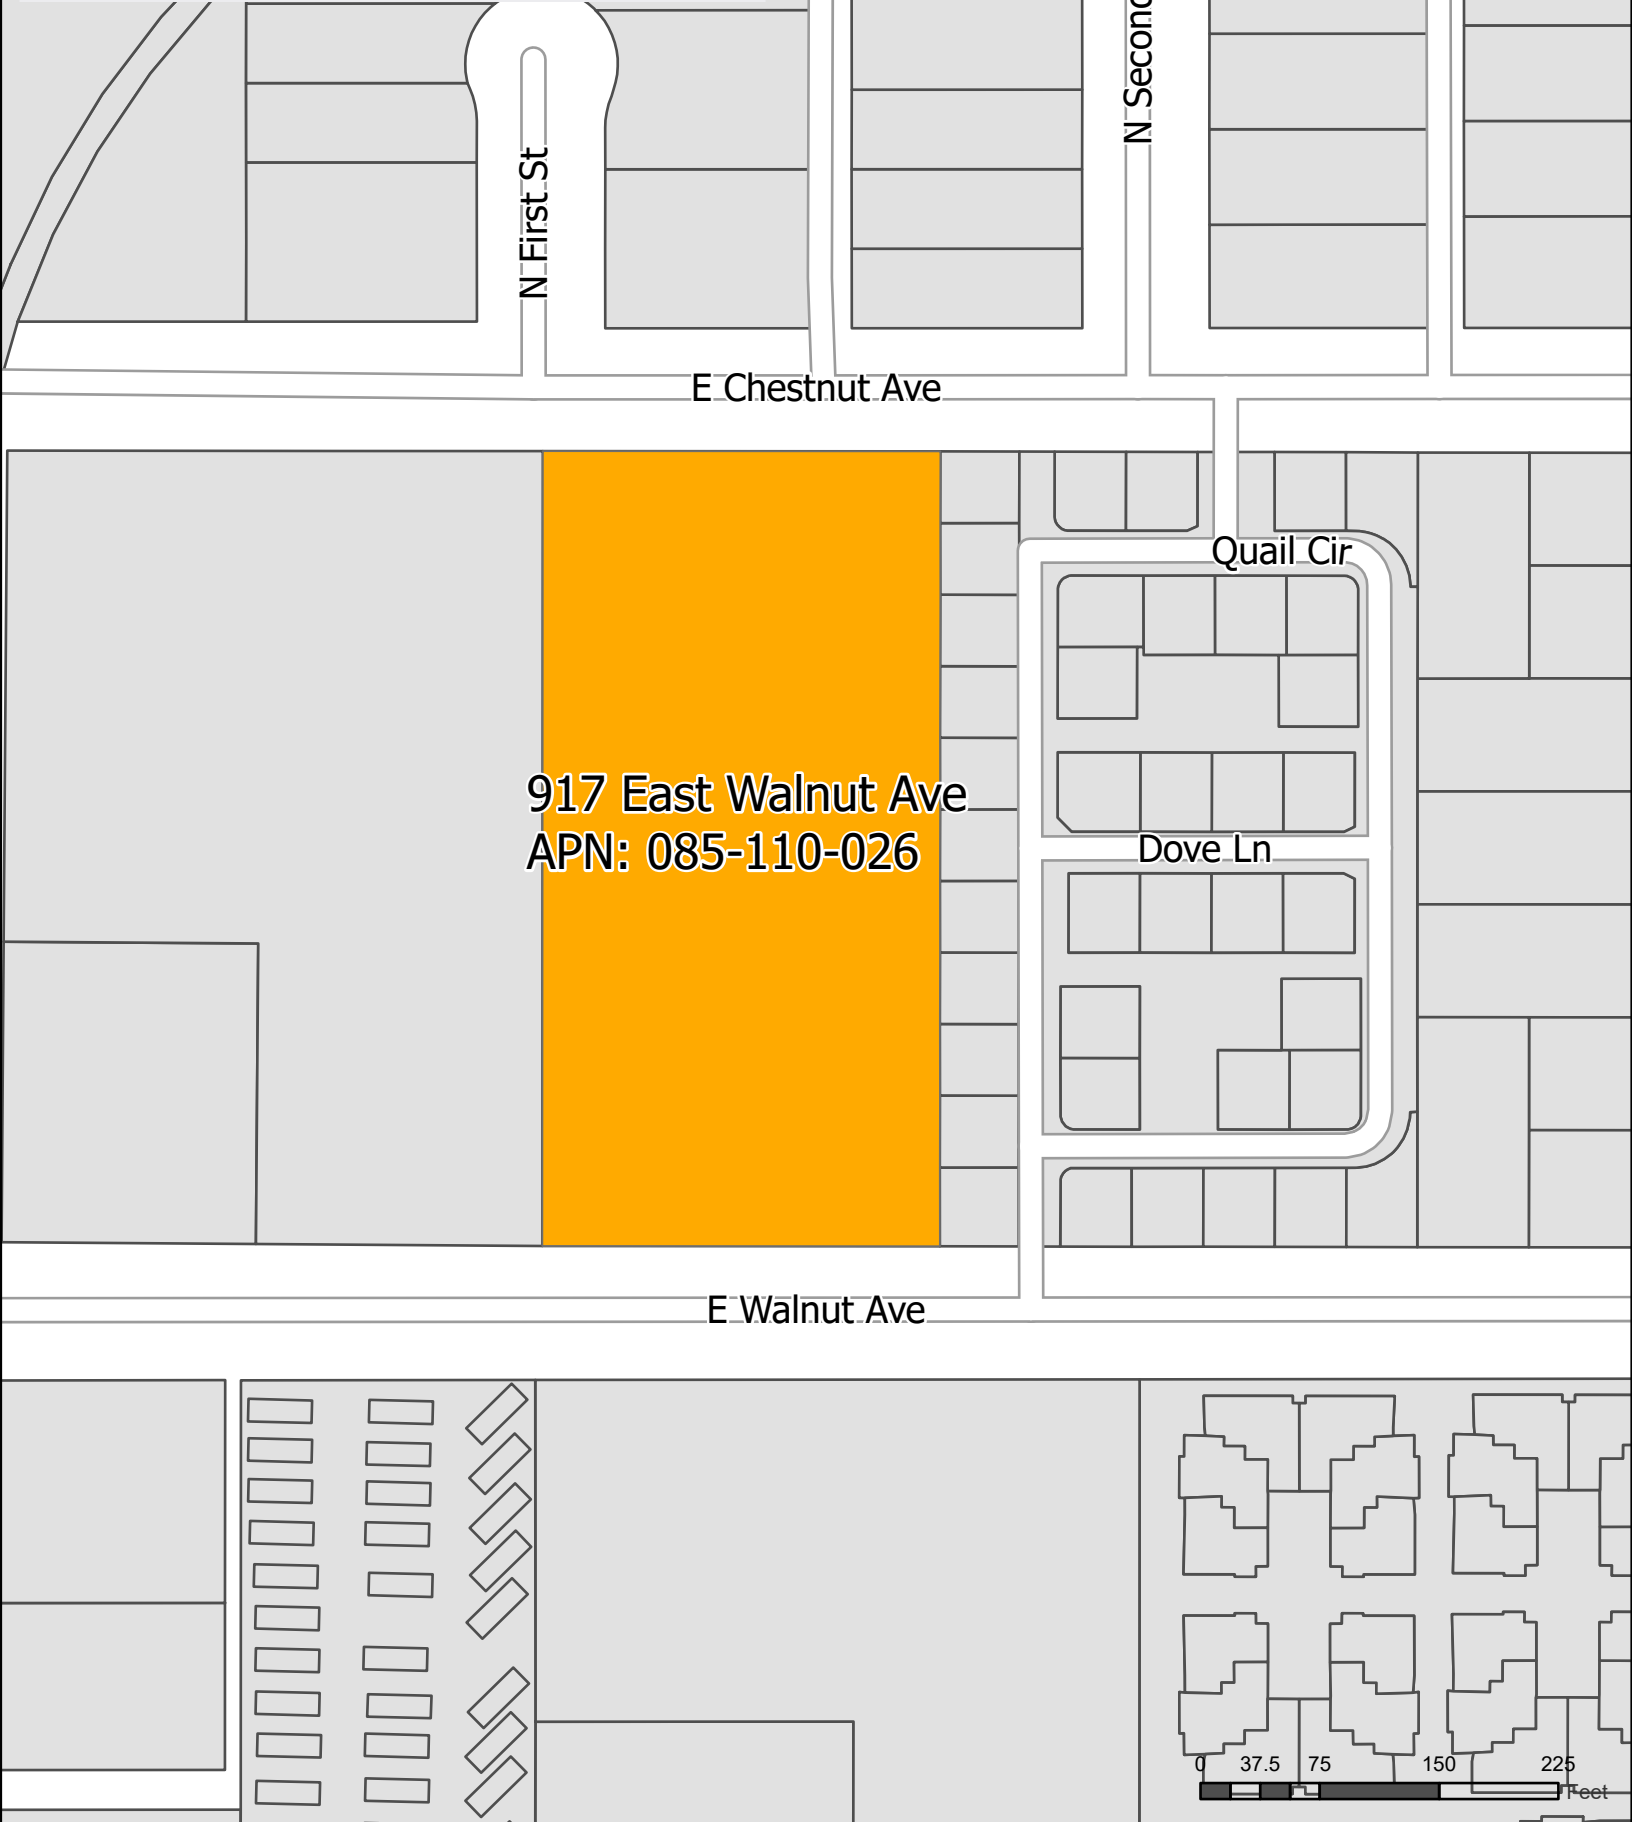 N Second
N First St
E Chestnut Ave
Quail Cir
917 East Walnut Ave
APN: 085-110-026
Dove Ln
E Walnut Ave
0 37.5 75 150 225
Feet